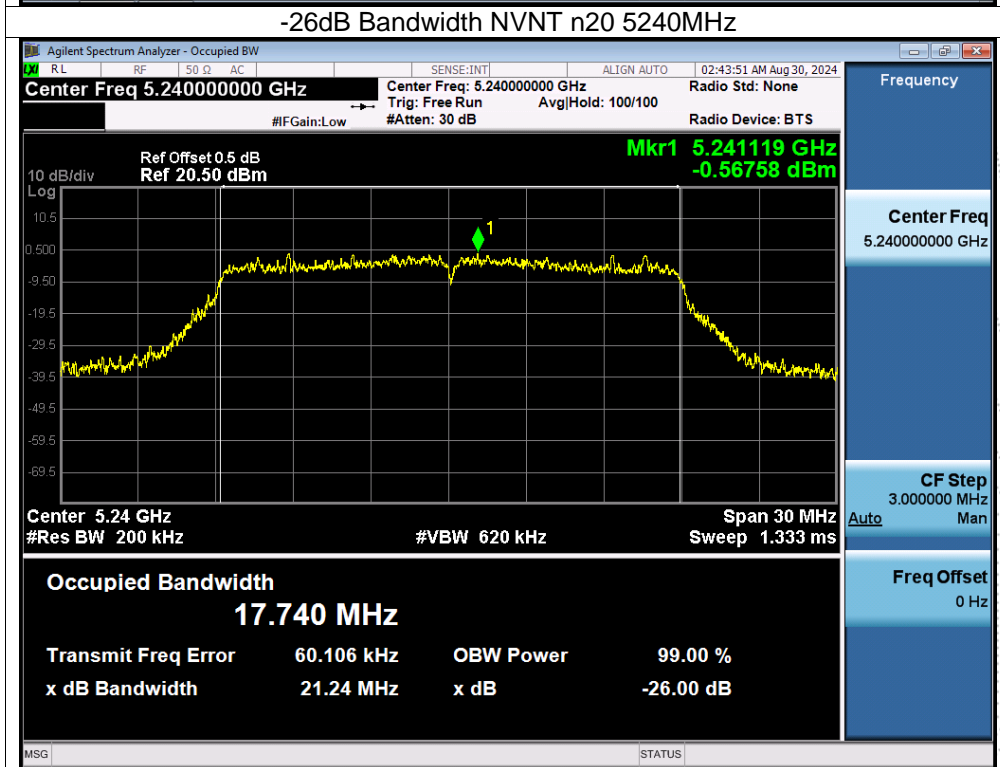 -26dB Bandwidth NVNT n20 5240MHz
Agilent Spectrum Analyzer - Occupied BW
LXI RL RF 50 Ω AC SENSE:INT ALIGN AUTO 02:43:51 AM Aug 30, 2024
Center Freq 5.240000000 GHz Center Freq: 5.240000000 GHz Radio Std: None Frequency
Trig: Free Run Avg|Hold: 100/100
#IFGain:Low #Atten: 30 dB Radio Device: BTS
Mkr1 5.241119 GHz
Ref Offset 0.5 dB
-0.56758 dBm
10 dB/div Ref 20.50 dBm
Log
10.5
0.500
-9.50
-19.5
-29.5
-39.5
-49.5
-59.5
-69.5
1
Center Freq
5.240000000 GHz
CF Step
3.000000 MHz
Auto Man
Center 5.24 GHz Span 30 MHz
#Res BW 200 kHz #VBW 620 kHz Sweep 1.333 ms
Freq Offset
0 Hz
Occupied Bandwidth
17.740 MHz
Transmit Freq Error 60.106 kHz OBW Power 99.00 %
x dB Bandwidth 21.24 MHz x dB -26.00 dB
MSG STATUS